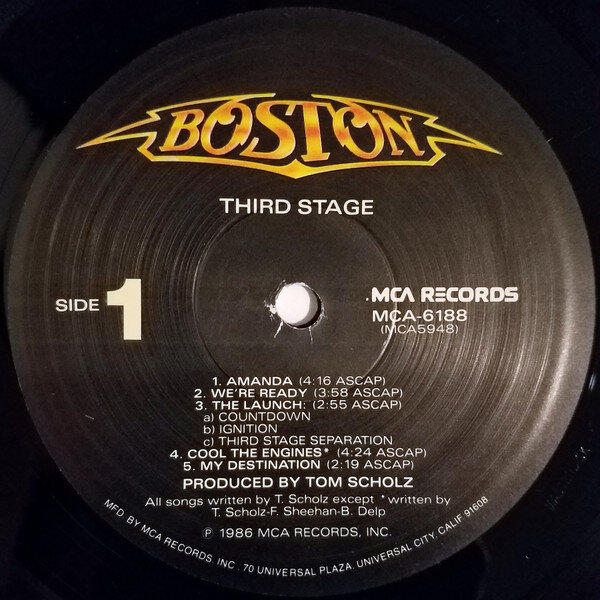 BOSTON
THIRD STAGE
SIDE 1
MCA RECORDS
MCA-6188
(MCA5948)
1. AMANDA (4:16 ASCAP)
2. WE'RE READY (3:58 ASCAP)
3. THE LAUNCH: (2:55 ASCAP)
a) COUNTDOWN
b) IGNITION
c) THIRD STAGE SEPARATION
4. COOL THE ENGINES* (4:24 ASCAP)
5. MY DESTINATION (2:19 ASCAP)
PRODUCED BY TOM SCHOLZ
All songs written by T. Scholz except * written by
T. Scholz-F. Sheehan-B. Delp
℗ 1986 MCA RECORDS, INC.
MFD. BY MCA RECORDS, INC. 70 UNIVERSAL PLAZA, UNIVERSAL CITY, CALIF 91608